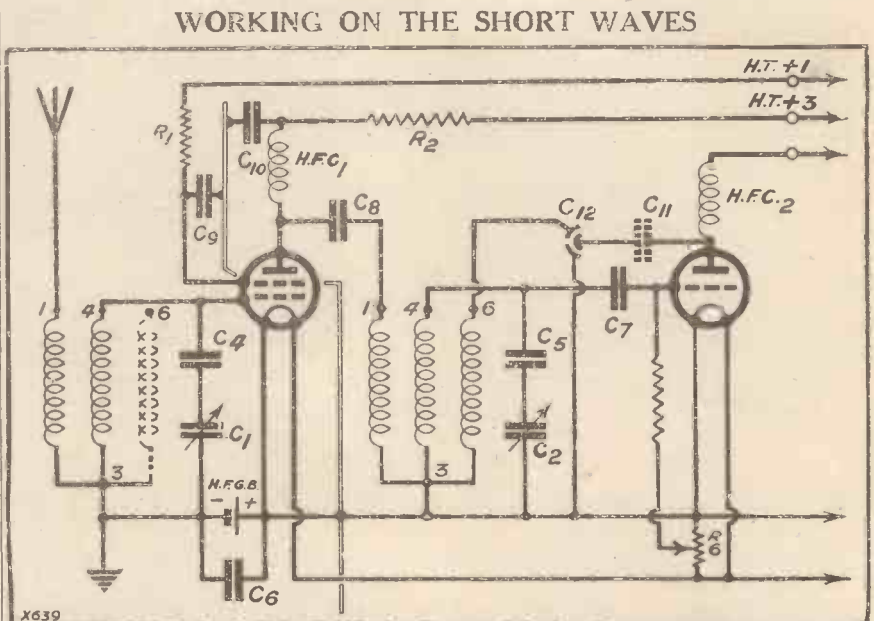 WORKING ON THE SHORT WAVES
H.T.+1
H.T.+3
R1
C10
H.F.C1
R2
H.F.C.2
C9
C8
C12
C11
1
4
6
1
4
6
C7
C4
C5
C1
C2
3
3
H.F.G.B.
- +
R6
C6
X639